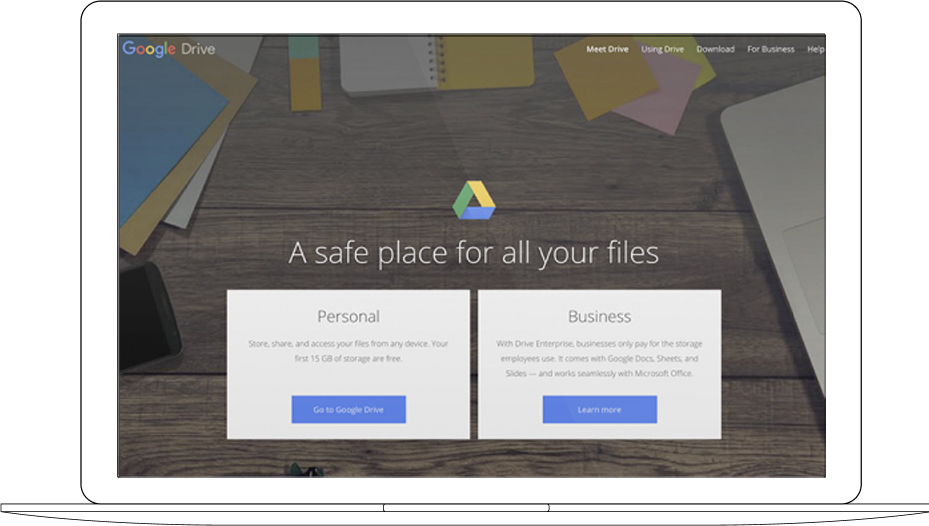 Google Drive
Meet Drive Using Drive Download For Business Help
A safe place for all your files
Personal
Store, share, and access your files from any device. Your
first 15 GB of storage are free.
Go to Google Drive
Business
With Drive Enterprise, businesses only pay for the storage
employees use. It comes with Google Docs, Sheets, and
Slides — and works seamlessly with Microsoft Office.
Learn more